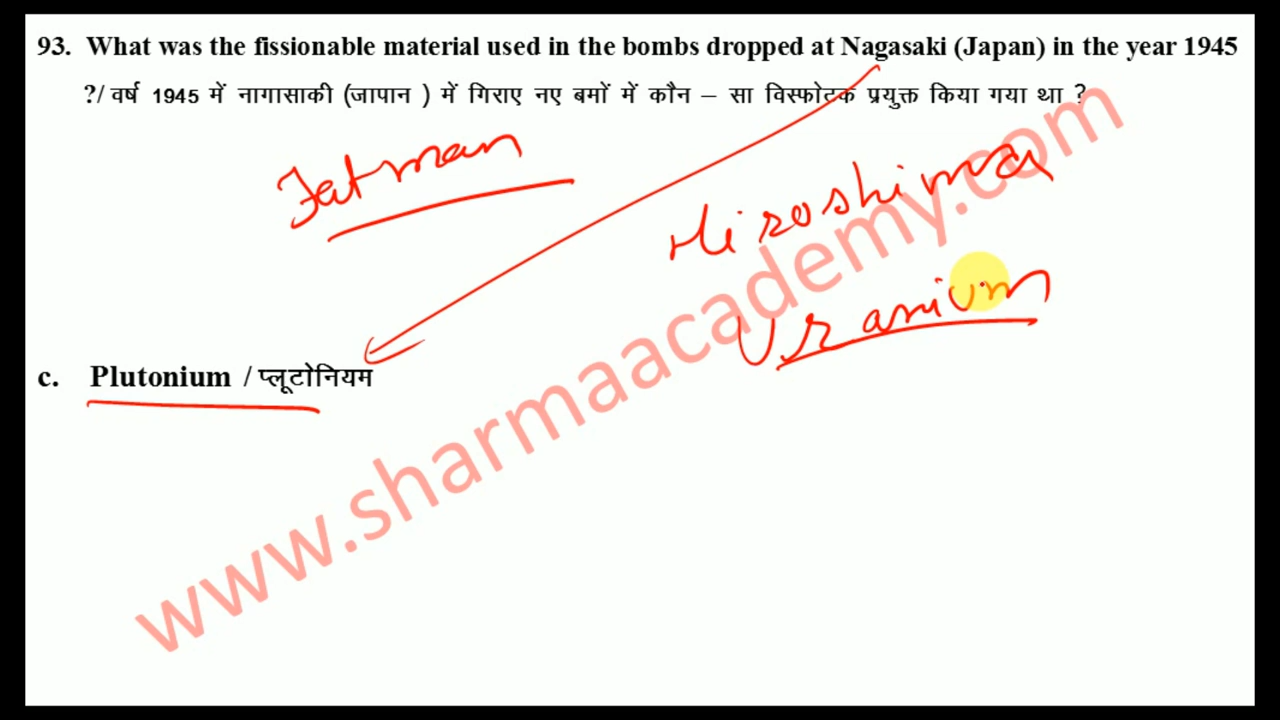 93. What was the fissionable material used in the bombs dropped at Nagasaki (Japan) in the year 1945
?/ वर्ष 1945 में नागासाकी (जापान ) में गिराए नए बमों में कौन – सा विस्फोटक प्रयुक्त किया गया था ?
Fatman
Hiroshima
Uranium
c. Plutonium / प्लूटोनियम
www.sharmaacademy.com